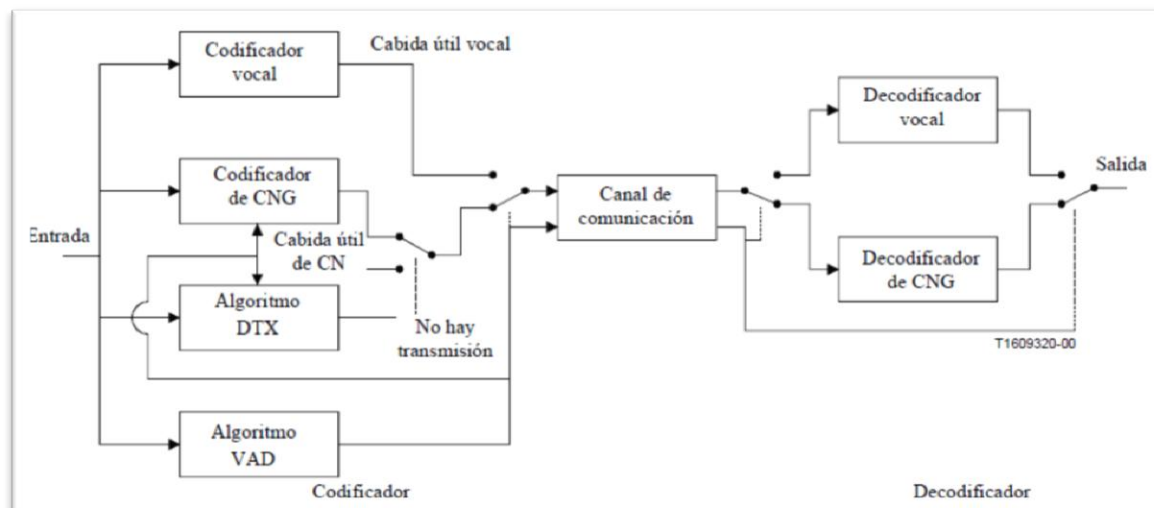 Codificador
vocal
Cabida útil vocal
Decodificador
vocal
Codificador
de CNG
Canal de
comunicación
Salida
Entrada
Cabida útil
de CN
Decodificador
de CNG
Algoritmo
DTX
No hay
transmisión
T1609320-00
Algoritmo
VAD
Codificador
Decodificador